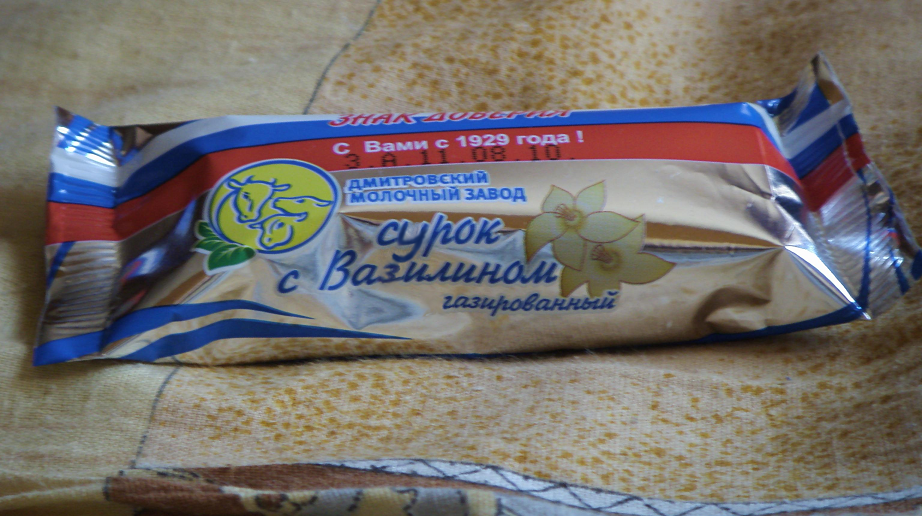 ЗНАК ДОВЕРИЯ
С Вами с 1929 года !
З.А.11.08.10.
ДМИТРОВСКИЙ
МОЛОЧНЫЙ ЗАВОД
сурок
с Вазилином
газированный